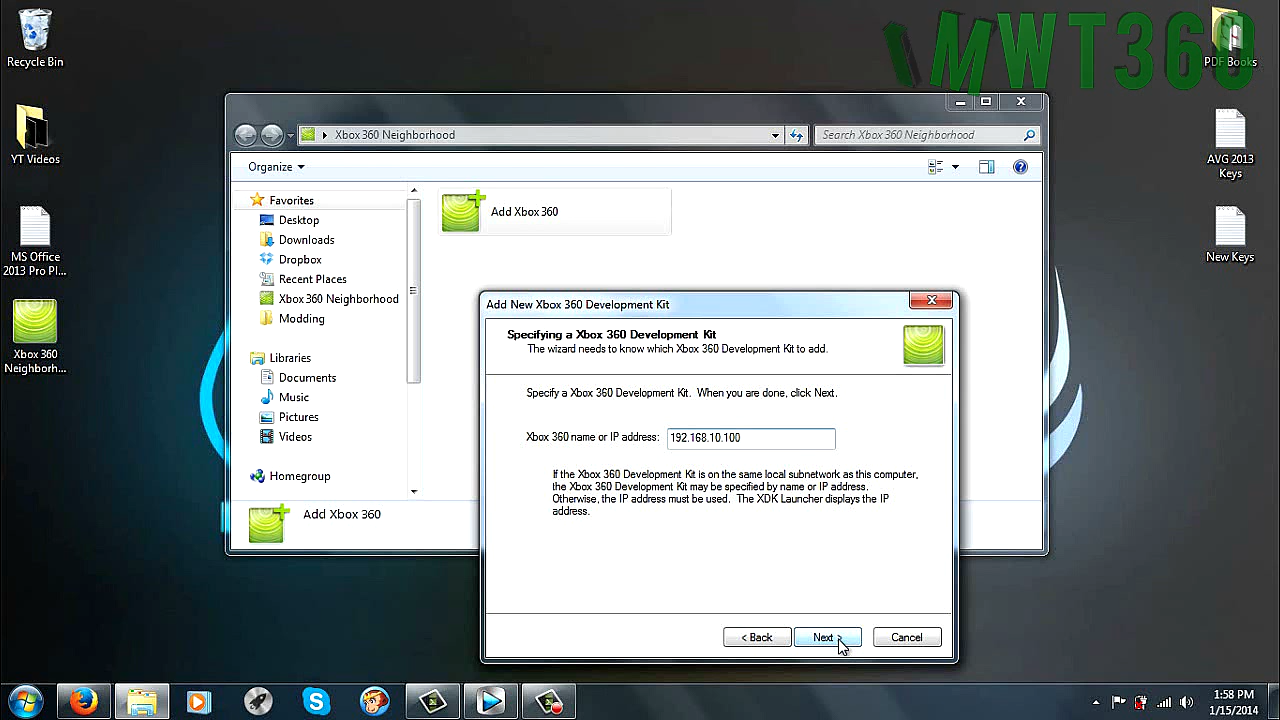 Recycle Bin
YT Videos
MS Office
2013 Pro Pl...
Xbox 360
Neighborh...
MWT360
PDF Books
AVG 2013
Keys
New Keys
Xbox 360 Neighborhood
Search Xbox 360 Neighborhood
Organize
Favorites
Desktop
Downloads
Dropbox
Recent Places
Xbox 360 Neighborhood
Modding
Libraries
Documents
Music
Pictures
Videos
Homegroup
Add Xbox 360
Add Xbox 360
Add New Xbox 360 Development Kit
Specifying a Xbox 360 Development Kit
The wizard needs to know which Xbox 360 Development Kit to add.
Specify a Xbox 360 Development Kit. When you are done, click Next.
Xbox 360 name or IP address: 192.168.10.100
If the Xbox 360 Development Kit is on the same local subnetwork as this computer,
the Xbox 360 Development Kit may be specified by name or IP address.
Otherwise, the IP address must be used. The XDK Launcher displays the IP
address.
< Back
Next >
Cancel
1:58 PM
1/15/2014